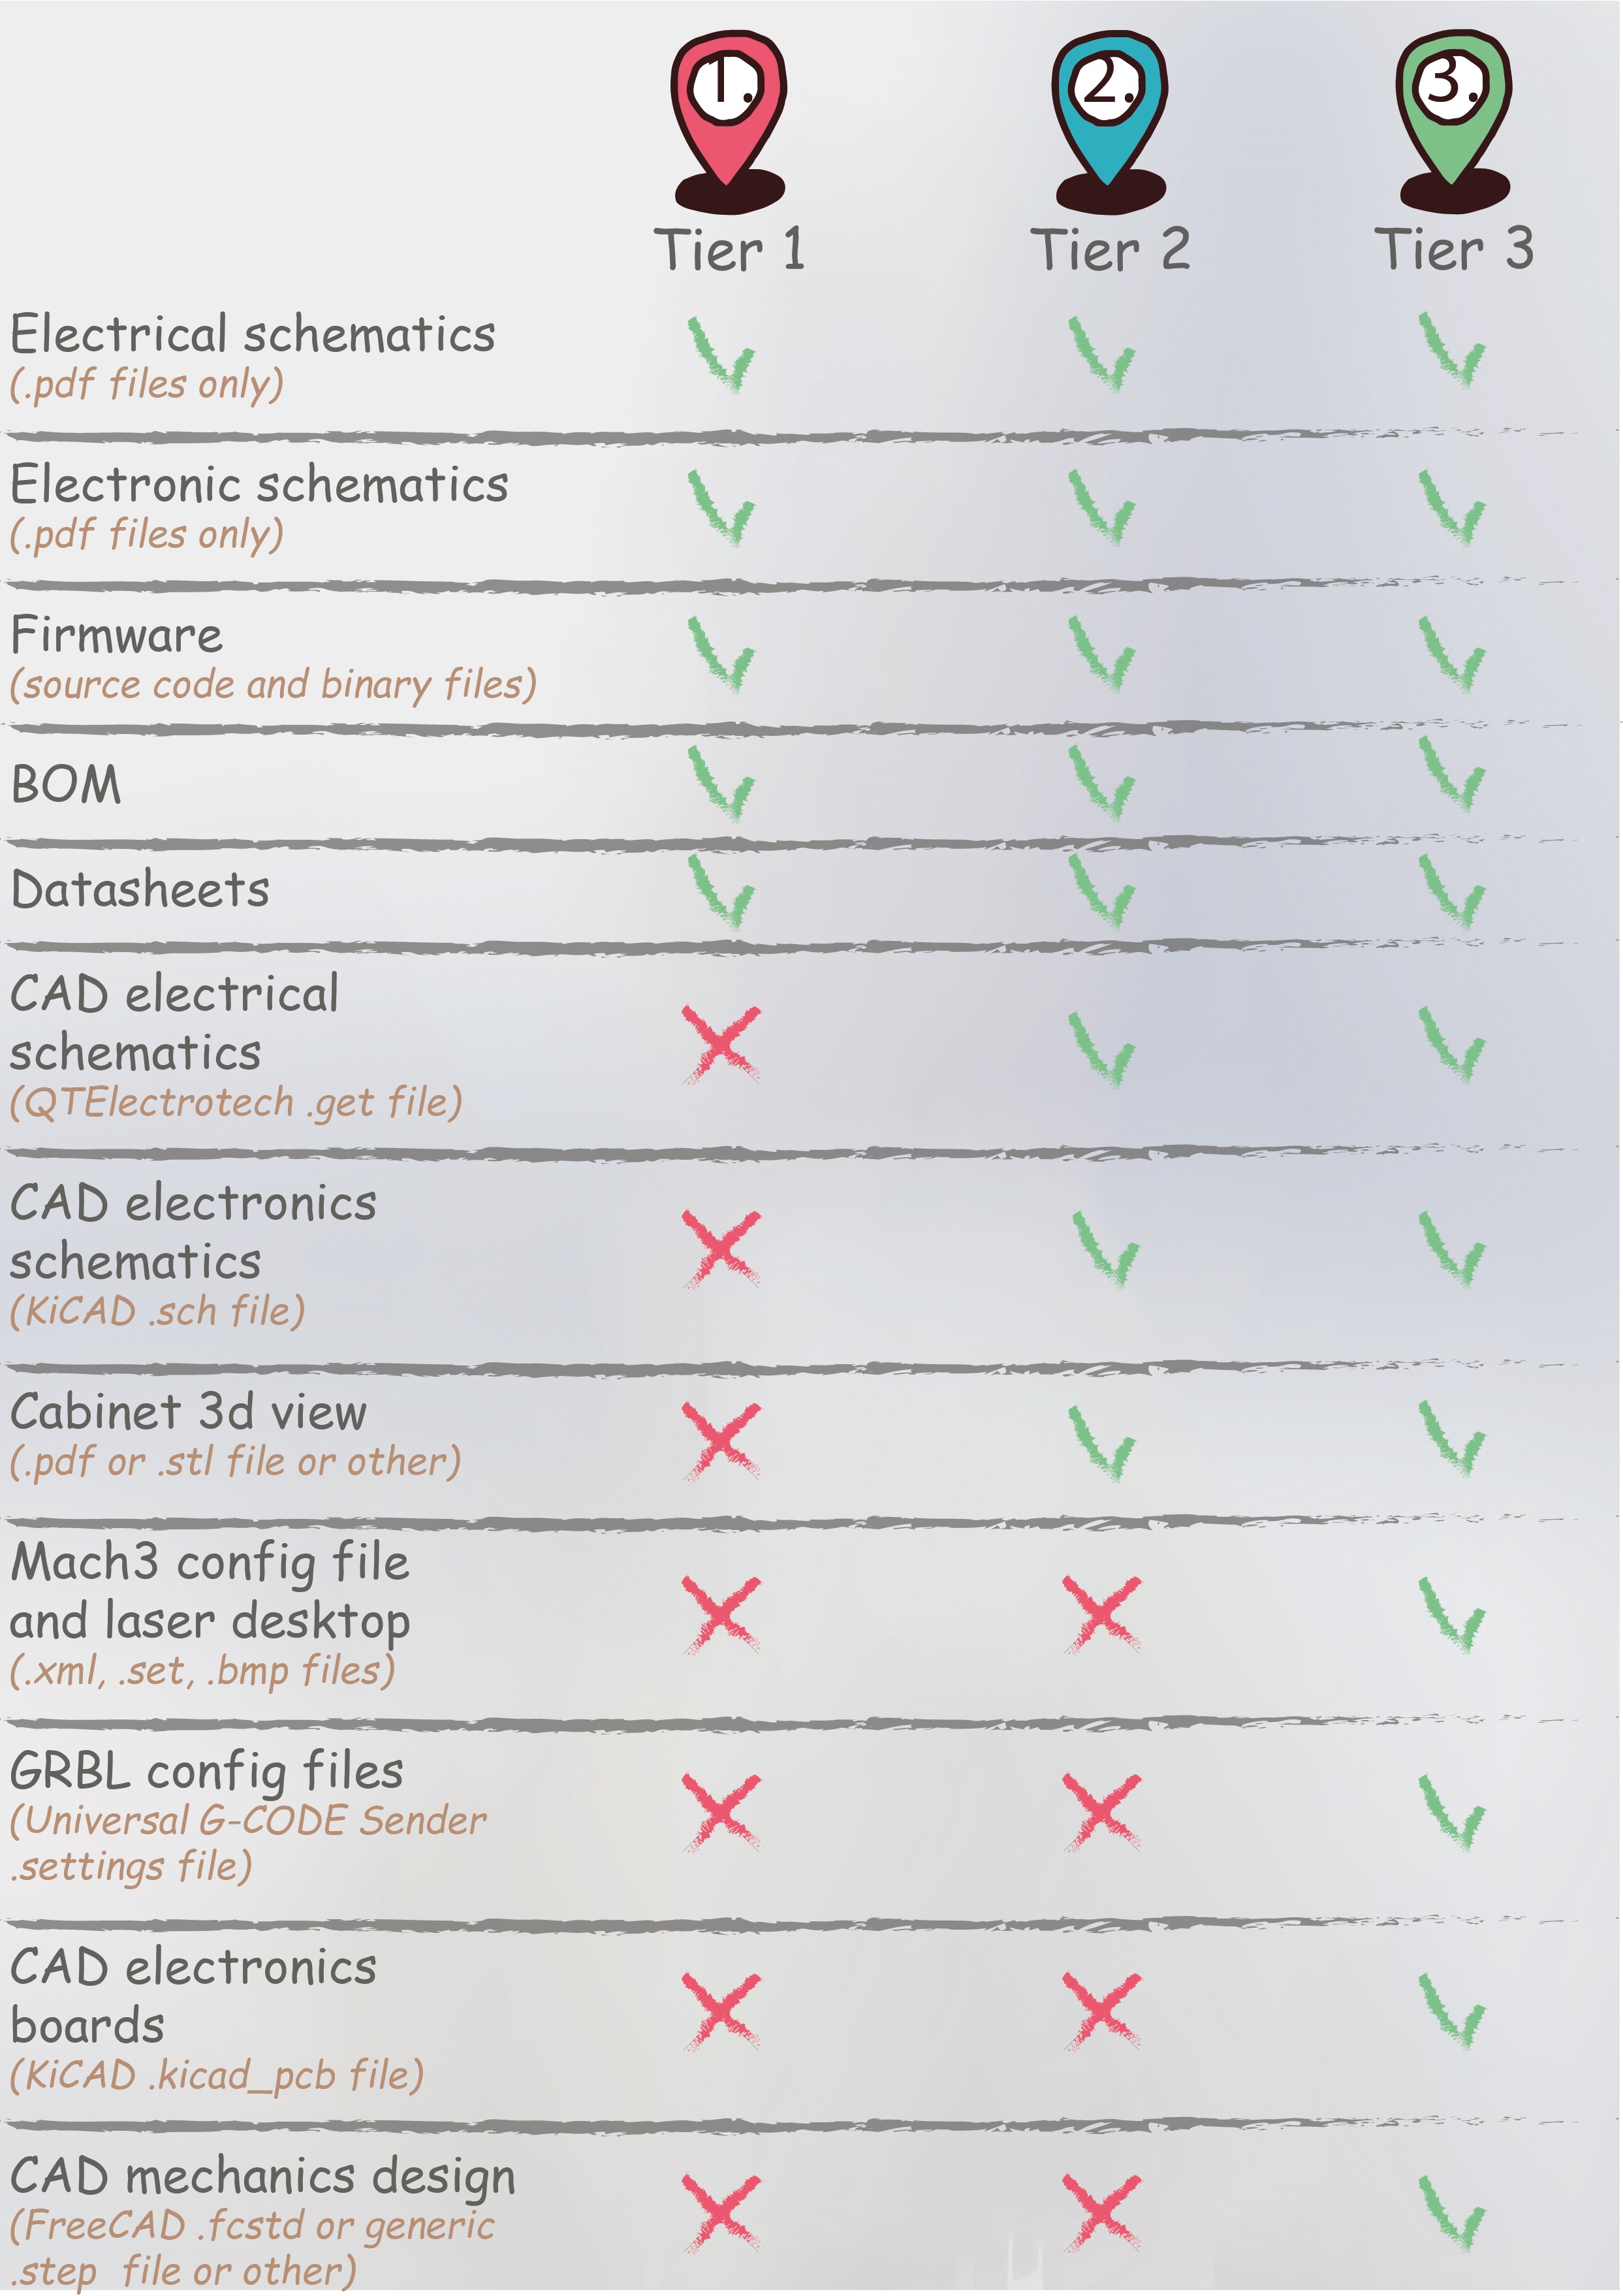 1. 2. 3.
Tier 1 Tier 2 Tier 3
Electrical schematics
(.pdf files only)
Electronic schematics
(.pdf files only)
Firmware
(source code and binary files)
BOM
Datasheets
CAD electrical
schematics
(QTElectrotech .get file)
CAD electronics
schematics
(KiCAD .sch file)
Cabinet 3d view
(.pdf or .stl file or other)
Mach3 config file
and laser desktop
(.xml, .set, .bmp files)
GRBL config files
(Universal G-CODE Sender
.settings file)
CAD electronics
boards
(KiCAD .kicad_pcb file)
CAD mechanics design
(FreeCAD .fcstd or generic
.step file or other)